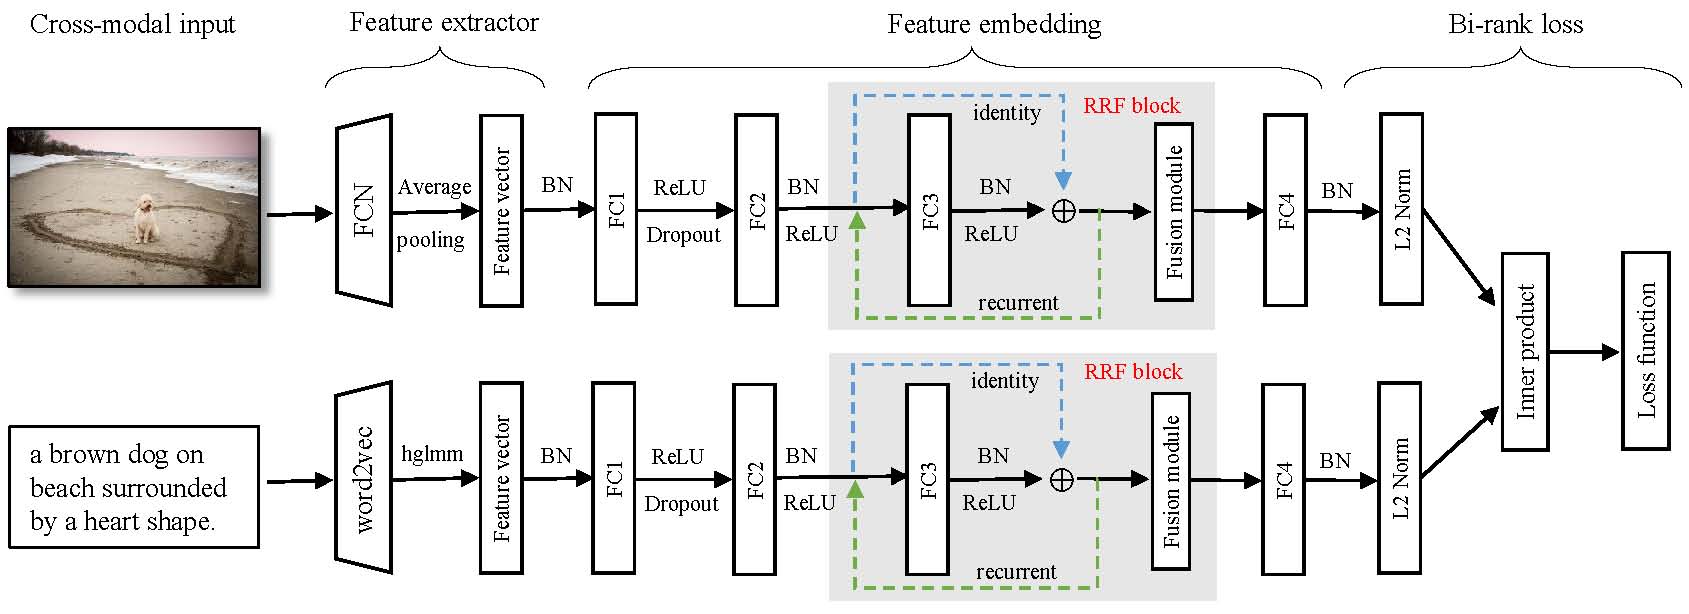 Cross-modal input
Feature extractor
Feature embedding
Bi-rank loss
FCN
Average
pooling
Feature vector
BN
FC1
ReLU
Dropout
FC2
BN
ReLU
identity
RRF block
FC3
BN
ReLU
recurrent
Fusion module
FC4
BN
L2 Norm
a brown dog on
beach surrounded
by a heart shape.
word2vec
hglmm
Feature vector
BN
FC1
ReLU
Dropout
FC2
BN
ReLU
identity
RRF block
FC3
BN
ReLU
recurrent
Fusion module
FC4
BN
L2 Norm
Inner product
Loss function